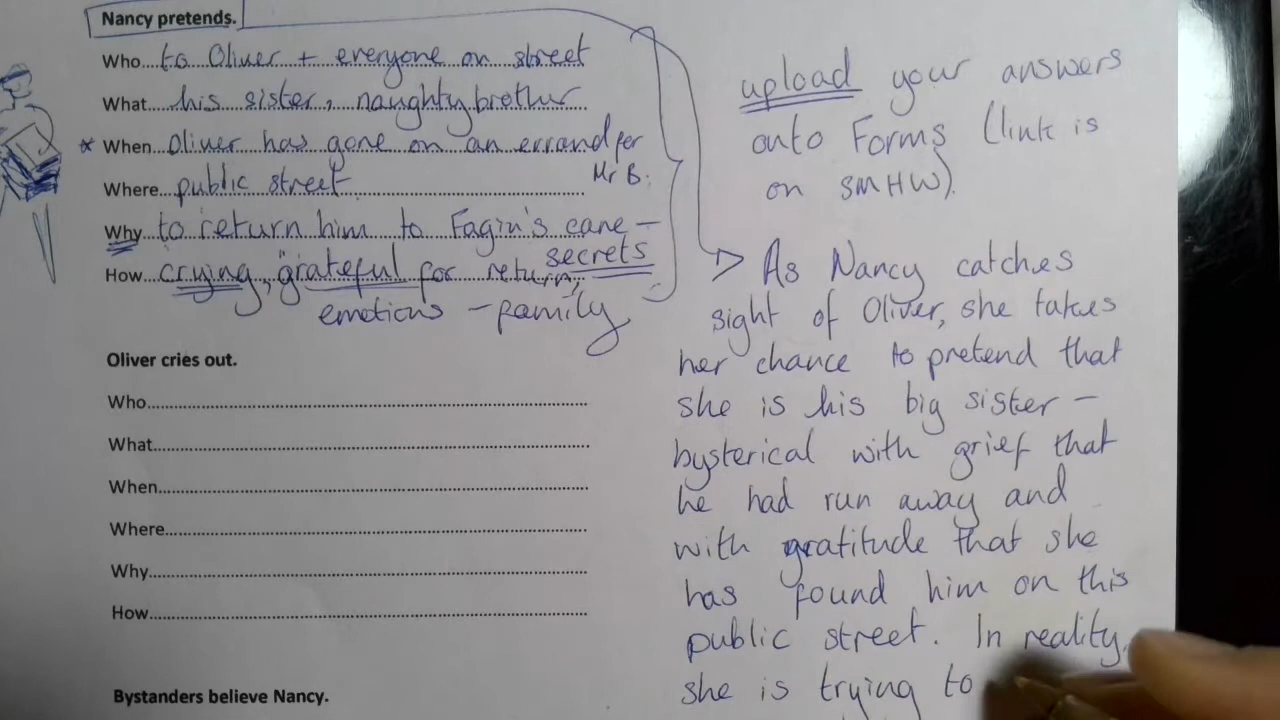 Nancy pretends.
Who to Oliver + everyone on street
What his sister, naughty brother
* When Oliver has gone on an errand for
Mr B.
Where public street
Why to return him to Fagin's cane –
secrets
How crying, "grateful for return,
emotions – family
Oliver cries out.
Who
What
When
Where
Why
How
Bystanders believe Nancy.
upload your answers
onto Forms (link is
on SMHW).
As Nancy catches
sight of Oliver, she takes
her chance to pretend that
she is his big sister –
hysterical with grief that
he had run away and
with gratitude that she
has found him on this
public street. In reality,
she is trying to